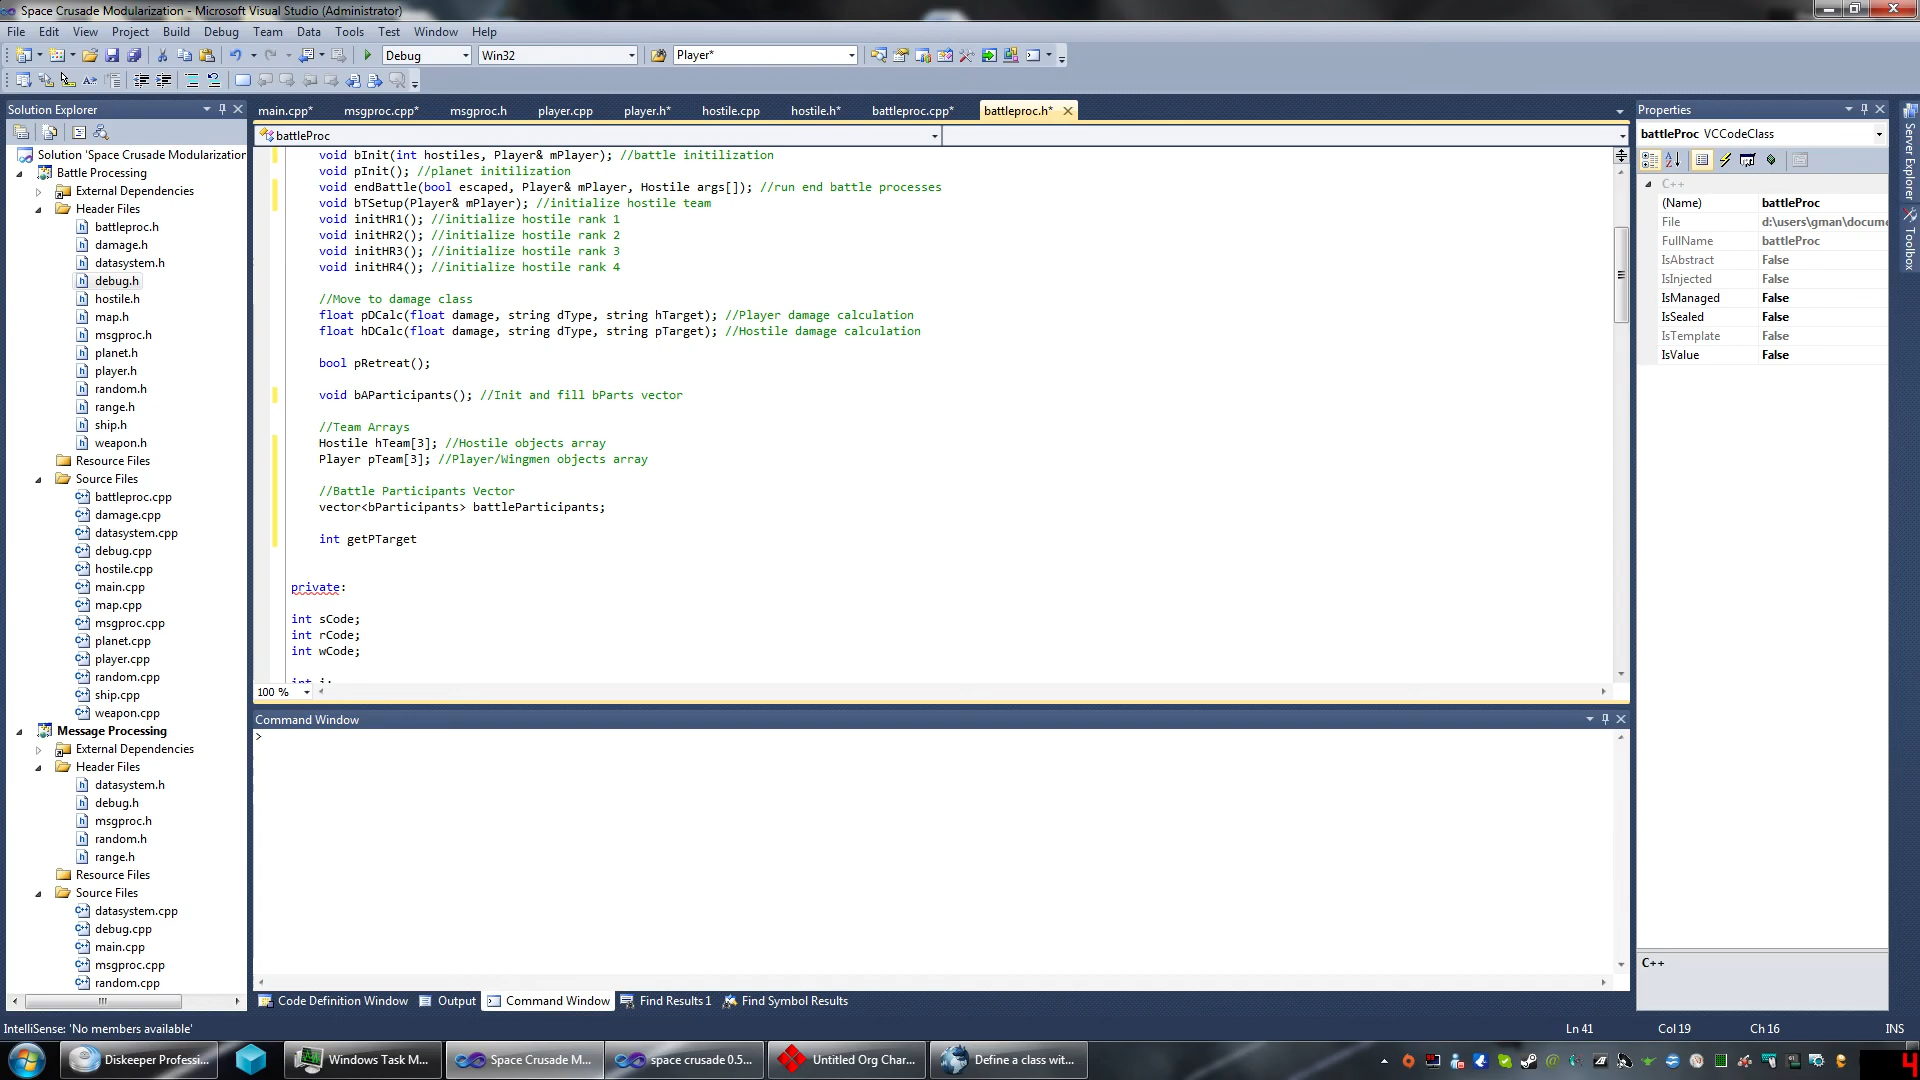 Space Crusade Modularization - Microsoft Visual Studio (Administrator)
File Edit View Project Build Debug Team Data Tools Test Window Help
Debug Win32 Player*
Solution Explorer
Solution 'Space Crusade Modularization
Battle Processing
External Dependencies
Header Files
battleproc.h
damage.h
datasystem.h
debug.h
hostile.h
map.h
msgproc.h
planet.h
player.h
random.h
range.h
ship.h
weapon.h
Resource Files
Source Files
battleproc.cpp
damage.cpp
datasystem.cpp
debug.cpp
hostile.cpp
main.cpp
map.cpp
msgproc.cpp
planet.cpp
player.cpp
random.cpp
ship.cpp
weapon.cpp
Message Processing
External Dependencies
Header Files
datasystem.h
debug.h
msgproc.h
random.h
range.h
Resource Files
Source Files
datasystem.cpp
debug.cpp
main.cpp
msgproc.cpp
random.cpp
main.cpp* msgproc.cpp* msgproc.h player.cpp player.h* hostile.cpp hostile.h* battleproc.cpp* battleproc.h*
battleProc
void bInit(int hostiles, Player& mPlayer); //battle initilization
void pInit(); //planet initilization
void endBattle(bool escaped, Player& mPlayer, Hostile args[]); //run end battle processes
void bTSetup(Player& mPlayer); //initialize hostile team
void initHR1(); //initialize hostile rank 1
void initHR2(); //initialize hostile rank 2
void initHR3(); //initialize hostile rank 3
void initHR4(); //initialize hostile rank 4
//Move to damage class
float pDCalc(float damage, string dType, string hTarget); //Player damage calculation
float hDCalc(float damage, string dType, string pTarget); //Hostile damage calculation
bool pRetreat();
void bAParticipants(); //Init and fill bParts vector
//Team Arrays
Hostile hTeam[3]; //Hostile objects array
Player pTeam[3]; //Player/Wingmen objects array
//Battle Participants Vector
vector<bParticipants> battleParticipants;
int getPTarget
private:
int sCode;
int rCode;
int wCode;
int i;
100 %
Command Window
>
Code Definition Window Output Command Window Find Results 1 Find Symbol Results
Properties
battleProc VCCodeClass
C++
(Name) battleProc
File d:\users\gman\docume
FullName battleProc
IsAbstract False
IsInjected False
IsManaged False
IsSealed False
IsTemplate False
IsValue False
C++
Server Explorer
Toolbox
IntelliSense: 'No members available' Ln 41 Col 19 Ch 16 INS
Diskeeper Professi... Windows Task M... Space Crusade M... space crusade 0.5... Untitled Org Char... Define a class wit...